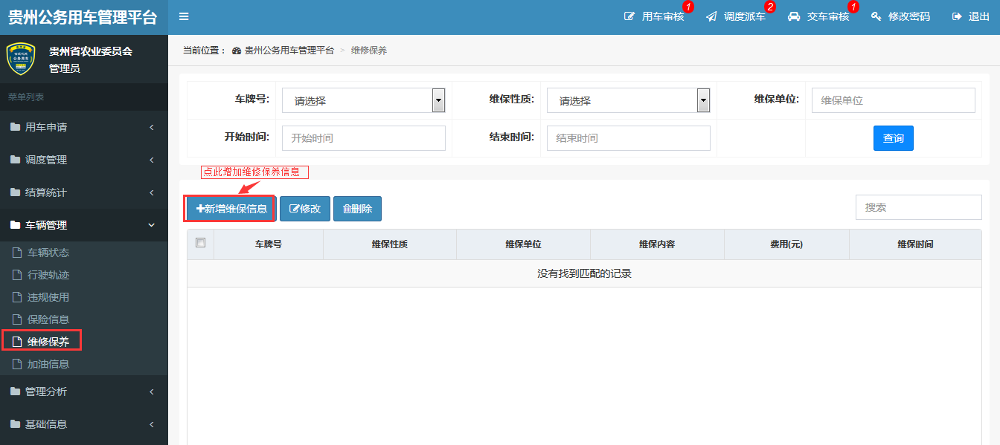 贵州公务用车管理平台
用车审核 1
调度派车 2
交车审核 1
修改密码
退出
贵州省农业委员会
管理员
菜单列表
用车申请
调度管理
结算统计
车辆管理
车辆状态
行驶轨迹
违规使用
保险信息
维修保养
加油信息
管理分析
基础信息
当前位置： 贵州公务用车管理平台 > 维修保养
车牌号: 请选择 维保性质: 请选择 维保单位: 维保单位
开始时间: 开始时间 结束时间: 结束时间 查询
点此增加维修保养信息
新增维保信息 修改 删除 搜索
车牌号 维保性质 维保单位 维保内容 费用(元) 维保时间
没有找到匹配的记录